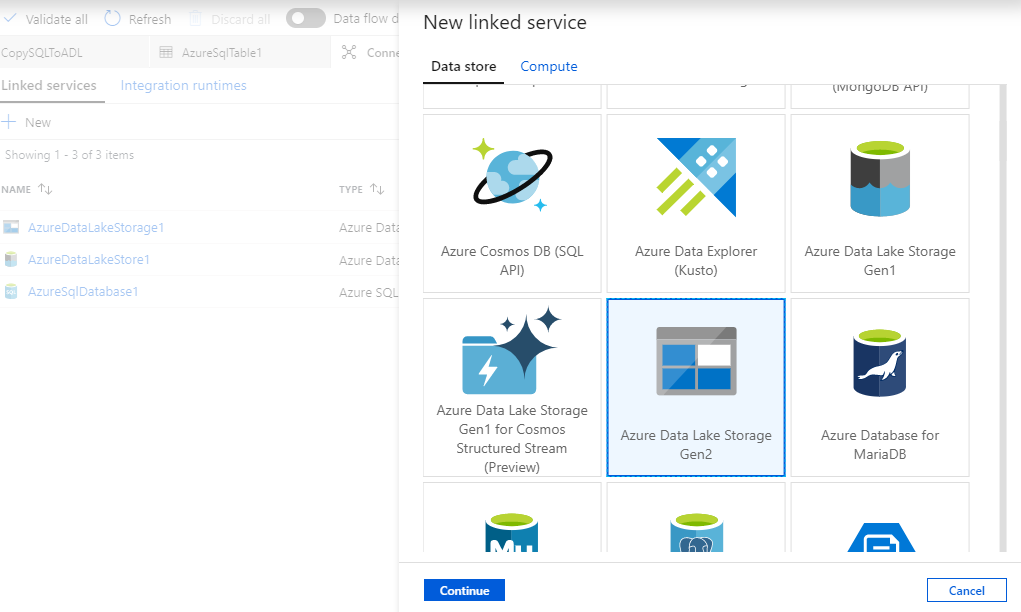 Validate all
Refresh
Discard all
Data flow d
CopySQLToADL
AzureSqlTable1
Conne
Linked services
Integration runtimes
New
Showing 1 - 3 of 3 items
NAME
TYPE
AzureDataLakeStorage1
Azure Data
AzureDataLakeStore1
Azure Data
AzureSqlDatabase1
Azure SQL
New linked service
Data store
Compute
(MongoDB API)
Azure Cosmos DB (SQL
API)
Azure Data Explorer
(Kusto)
Azure Data Lake Storage
Gen1
Azure Data Lake Storage
Gen1 for Cosmos
Structured Stream
(Preview)
Azure Data Lake Storage
Gen2
Azure Database for
MariaDB
My
Continue
Cancel